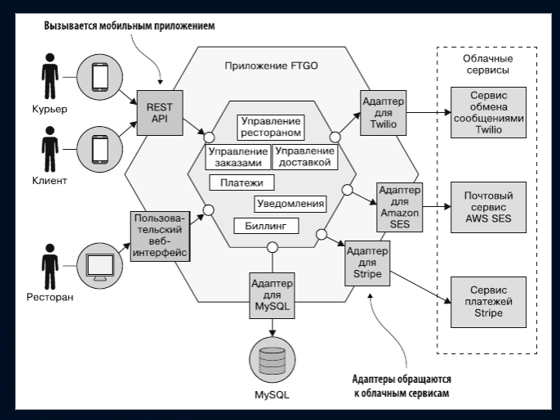 Вызывается мобильным приложением
Приложение FTGO
Облачные
сервисы
Курьер
REST
API
Адаптер
для
Twilio
Сервис
обмена
сообщениями
Twilio
Управление
рестораном
Управление
заказами
Управление
доставкой
Клиент
Платежи
Уведомления
Биллинг
Адаптер
для
Amazon
SES
Почтовый
сервис
AWS SES
Пользова-
тельский
веб-
интерфейс
Ресторан
Адаптер
для
Stripe
Адаптер
для
MySQL
Сервис
платежей
Stripe
MySQL
Адаптеры обращаются
к облачным сервисам